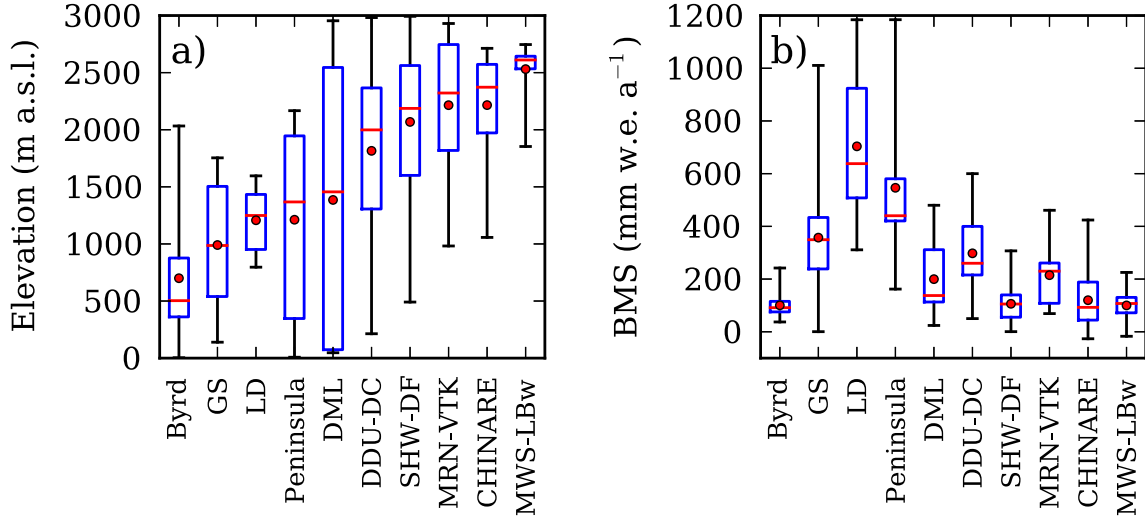 a)
Elevation (m a.s.l.)
3000
2500
2000
1500
1000
500
0
Byrd
GS
LD
Peninsula
DML
DDU-DC
SHW-DF
MRN-VTK
CHINARE
MWS-LBw
b)
BMS (mm w.e. a⁻¹)
1200
1000
800
600
400
200
0
Byrd
GS
LD
Peninsula
DML
DDU-DC
SHW-DF
MRN-VTK
CHINARE
MWS-LBw